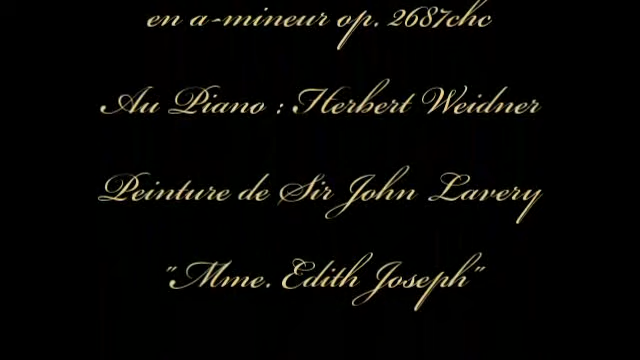 en a-mineur op. 2687chc
Au Piano : Herbert Weidner
Peinture de Sir John Lavery
"Mme. Edith Joseph"